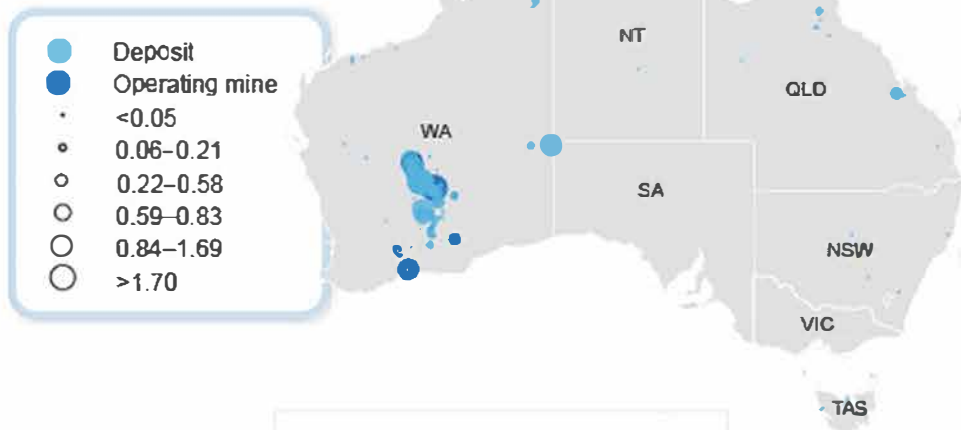 Deposit
Operating mine
<0.05
0.06–0.21
0.22–0.58
0.59–0.83
0.84–1.69
>1.70
NT
QLD
WA
SA
NSW
VIC
TAS